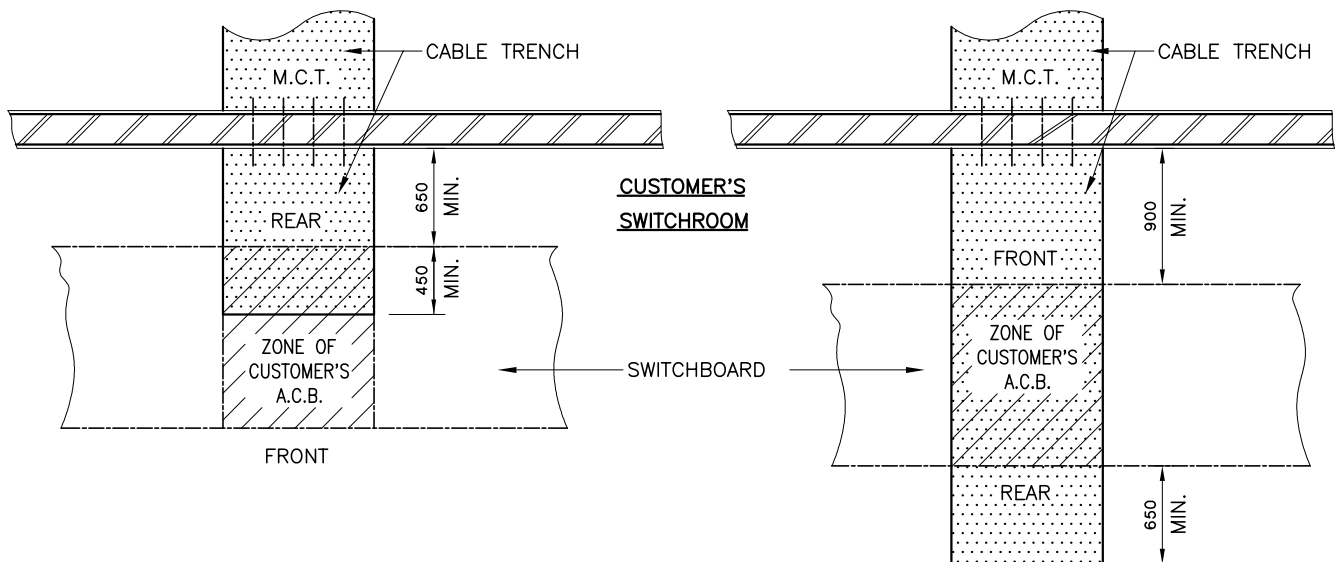 CABLE TRENCH
M.C.T.
650
MIN.
REAR
450
MIN.
ZONE OF
CUSTOMER'S
A.C.B.
FRONT
CUSTOMER'S
SWITCHROOM
SWITCHBOARD
CABLE TRENCH
M.C.T.
900
MIN.
FRONT
ZONE OF
CUSTOMER'S
A.C.B.
REAR
650
MIN.